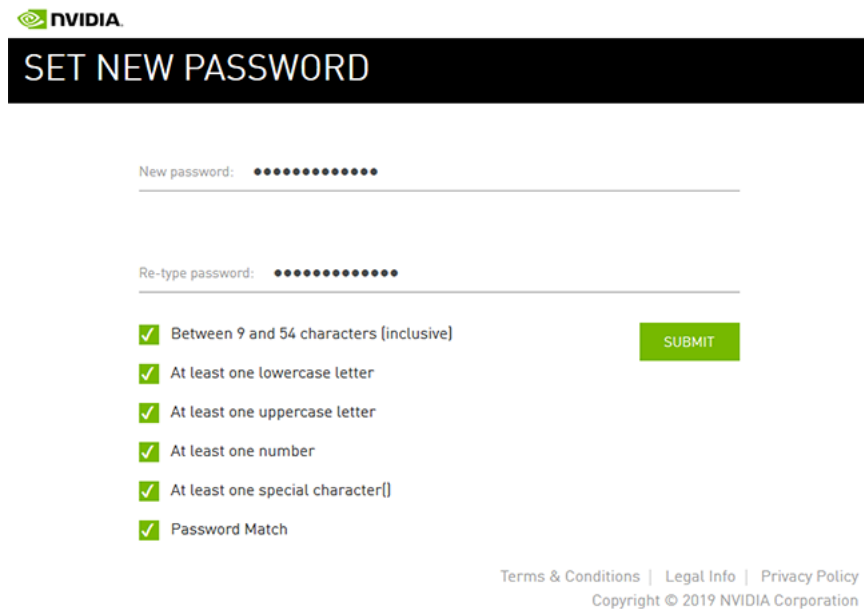 NVIDIA.
SET NEW PASSWORD
New password: •••••••••••••
Re-type password: •••••••••••••
Between 9 and 54 characters (inclusive)
SUBMIT
At least one lowercase letter
At least one uppercase letter
At least one number
At least one special character()
Password Match
Terms & Conditions | Legal Info | Privacy Policy
Copyright © 2019 NVIDIA Corporation